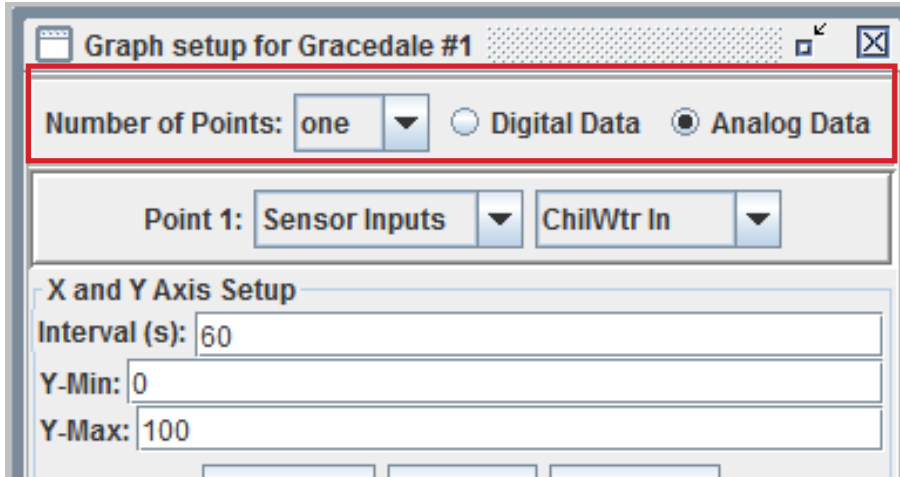 Graph setup for Gracedale #1
Number of Points: one Digital Data Analog Data
Point 1: Sensor Inputs ChilWtr In
X and Y Axis Setup
Interval (s): 60
Y-Min: 0
Y-Max: 100